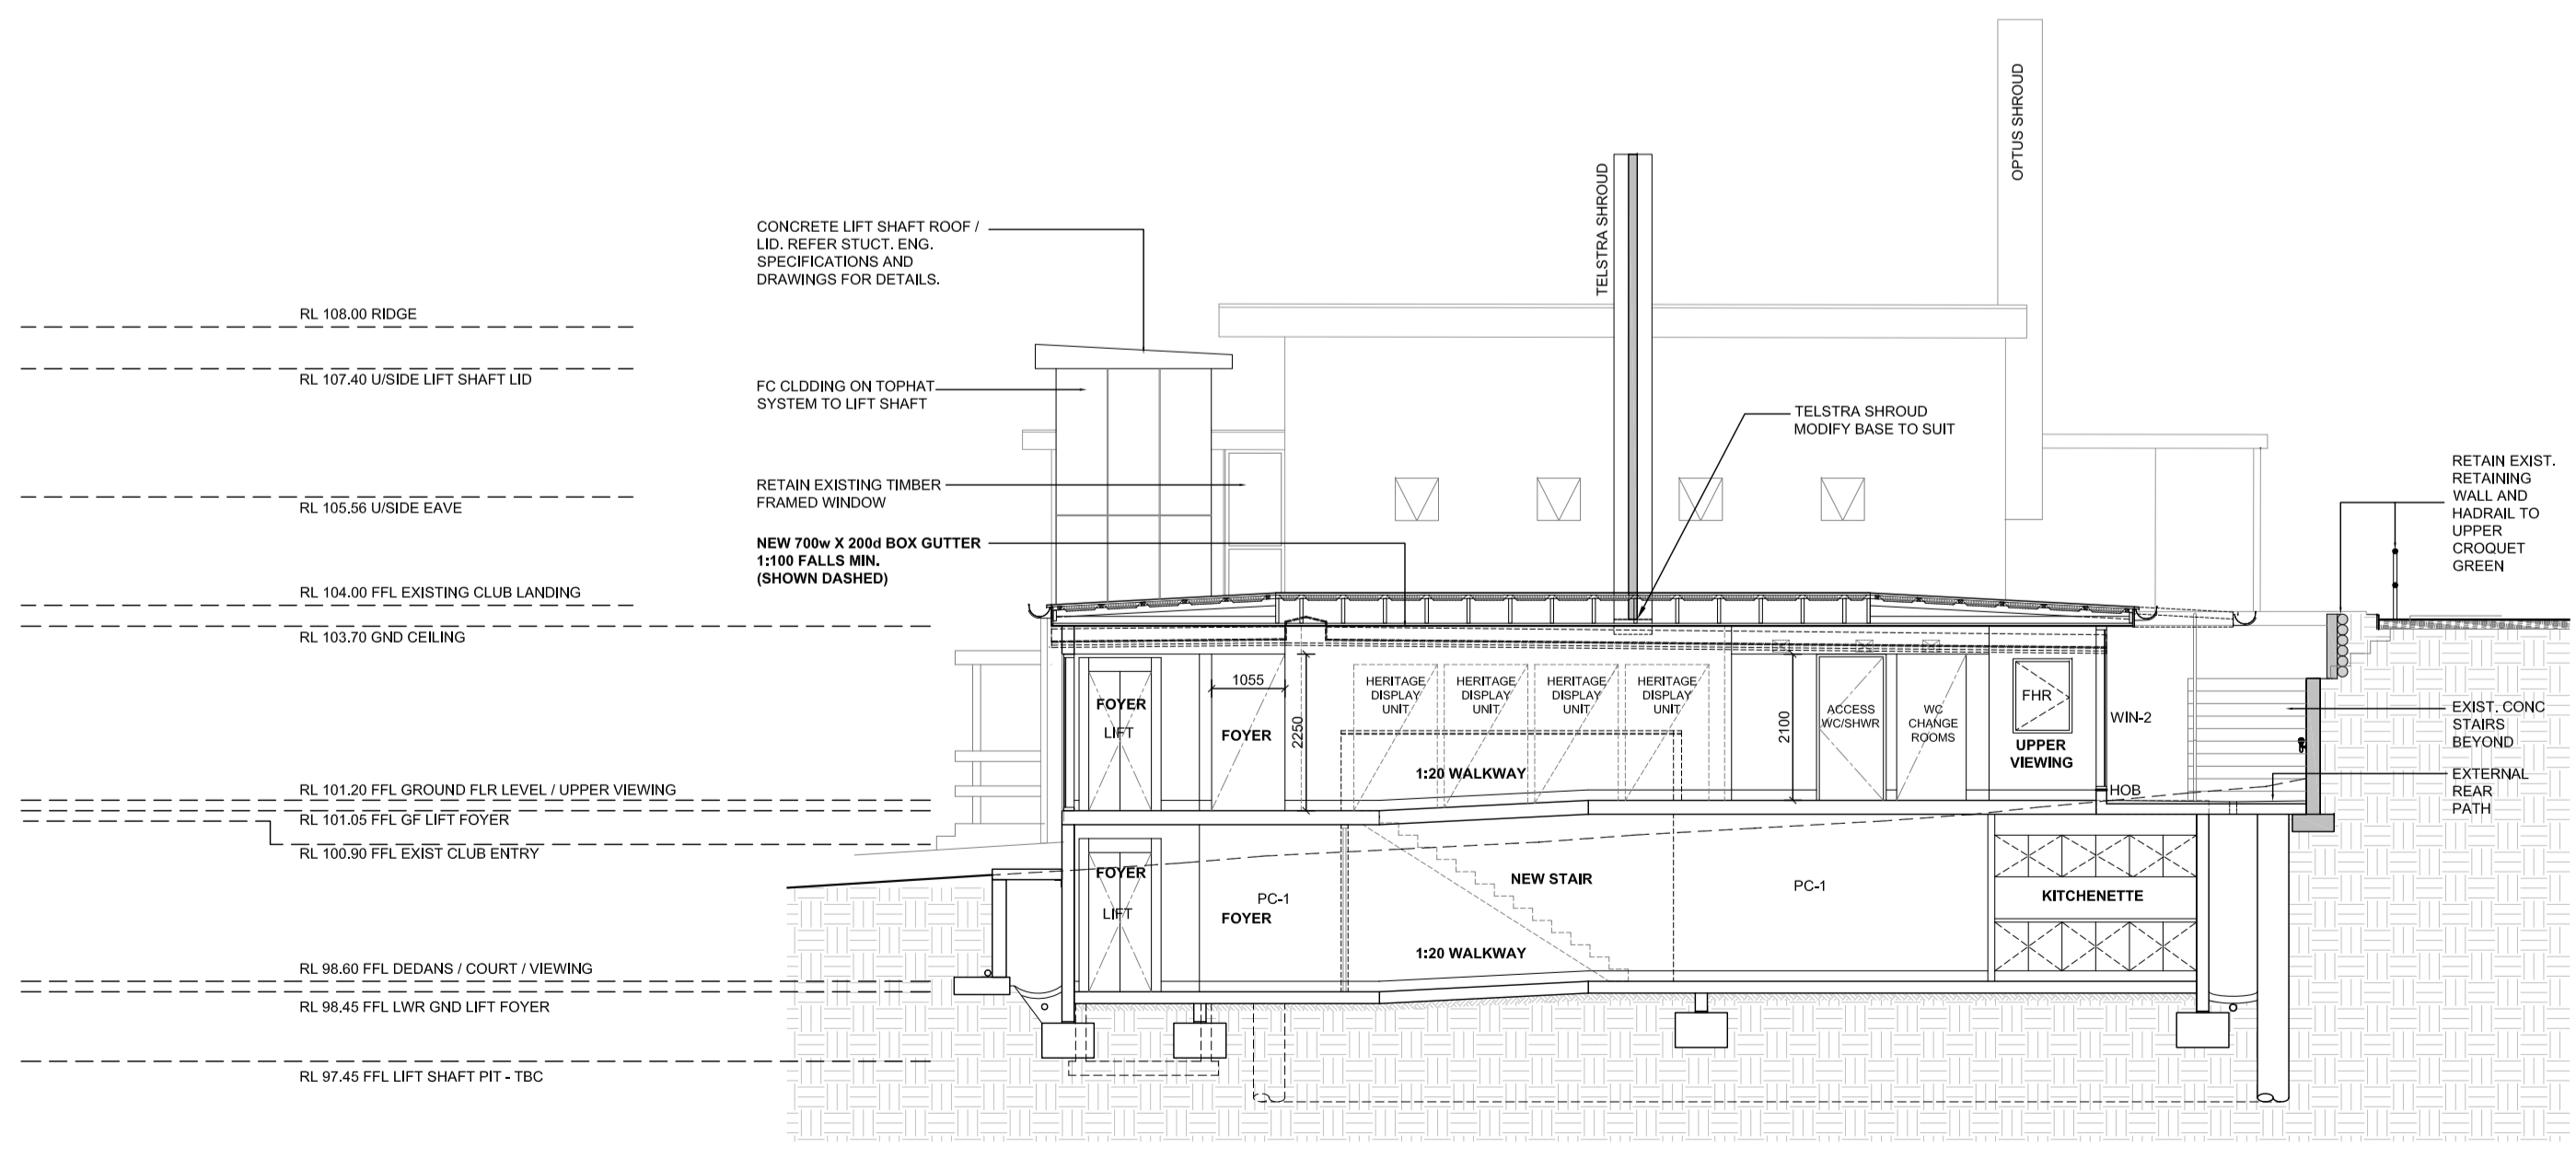 OPTUS SHROUD
TELSTRA SHROUD
CONCRETE LIFT SHAFT ROOF /
LID. REFER STUCT. ENG.
SPECIFICATIONS AND
DRAWINGS FOR DETAILS.
RL 108.00 RIDGE
RL 107.40 U/SIDE LIFT SHAFT LID
FC CLDDING ON TOPHAT
SYSTEM TO LIFT SHAFT
TELSTRA SHROUD
MODIFY BASE TO SUIT
RETAIN EXIST.
RETAINING
WALL AND
HADRAIL TO
UPPER
CROQUET
GREEN
RETAIN EXISTING TIMBER
FRAMED WINDOW
RL 105.56 U/SIDE EAVE
NEW 700w X 200d BOX GUTTER
1:100 FALLS MIN.
(SHOWN DASHED)
RL 104.00 FFL EXISTING CLUB LANDING
RL 103.70 GND CEILING
1055
2250
HERITAGE
DISPLAY
UNIT
HERITAGE
DISPLAY
UNIT
HERITAGE
DISPLAY
UNIT
HERITAGE
DISPLAY
UNIT
2100
ACCESS
WC/SHWR
WC
CHANGE
ROOMS
FHR
WIN-2
FOYER
LIFT
FOYER
UPPER
VIEWING
1:20 WALKWAY
HOB
EXIST. CONC
STAIRS
BEYOND
EXTERNAL
REAR
PATH
RL 101.20 FFL GROUND FLR LEVEL / UPPER VIEWING
RL 101.05 FFL GF LIFT FOYER
RL 100.90 FFL EXIST CLUB ENTRY
FOYER
LIFT
PC-1
FOYER
NEW STAIR
PC-1
KITCHENETTE
1:20 WALKWAY
RL 98.60 FFL DEDANS / COURT / VIEWING
RL 98.45 FFL LWR GND LIFT FOYER
RL 97.45 FFL LIFT SHAFT PIT - TBC